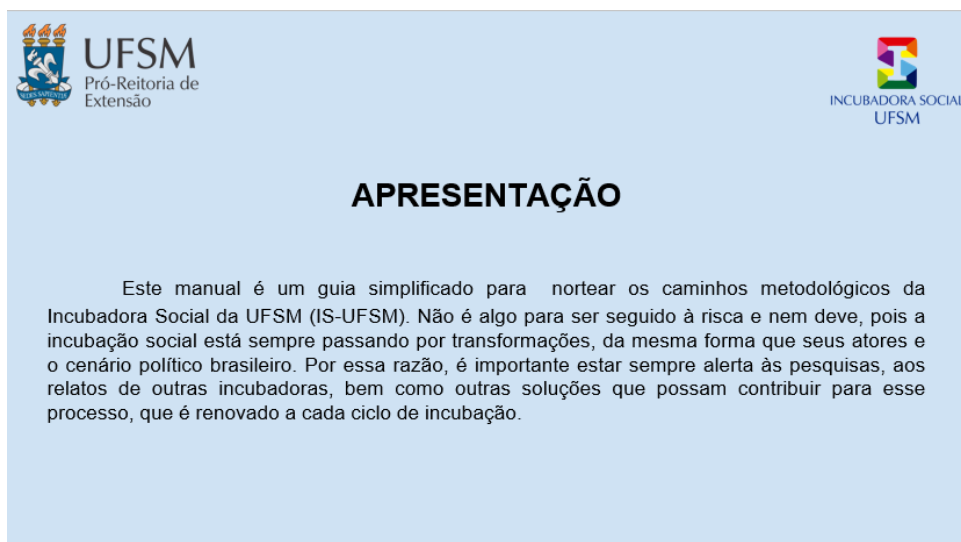 UFSM
Pró-Reitoria de
Extensão
SEDES SAPIENTIAE
INCUBADORA SOCIAL
UFSM
APRESENTAÇÃO
Este manual é um guia simplificado para nortear os caminhos metodológicos da
Incubadora Social da UFSM (IS-UFSM). Não é algo para ser seguido à risca e nem deve, pois a
incubação social está sempre passando por transformações, da mesma forma que seus atores e
o cenário político brasileiro. Por essa razão, é importante estar sempre alerta às pesquisas, aos
relatos de outras incubadoras, bem como outras soluções que possam contribuir para esse
processo, que é renovado a cada ciclo de incubação.